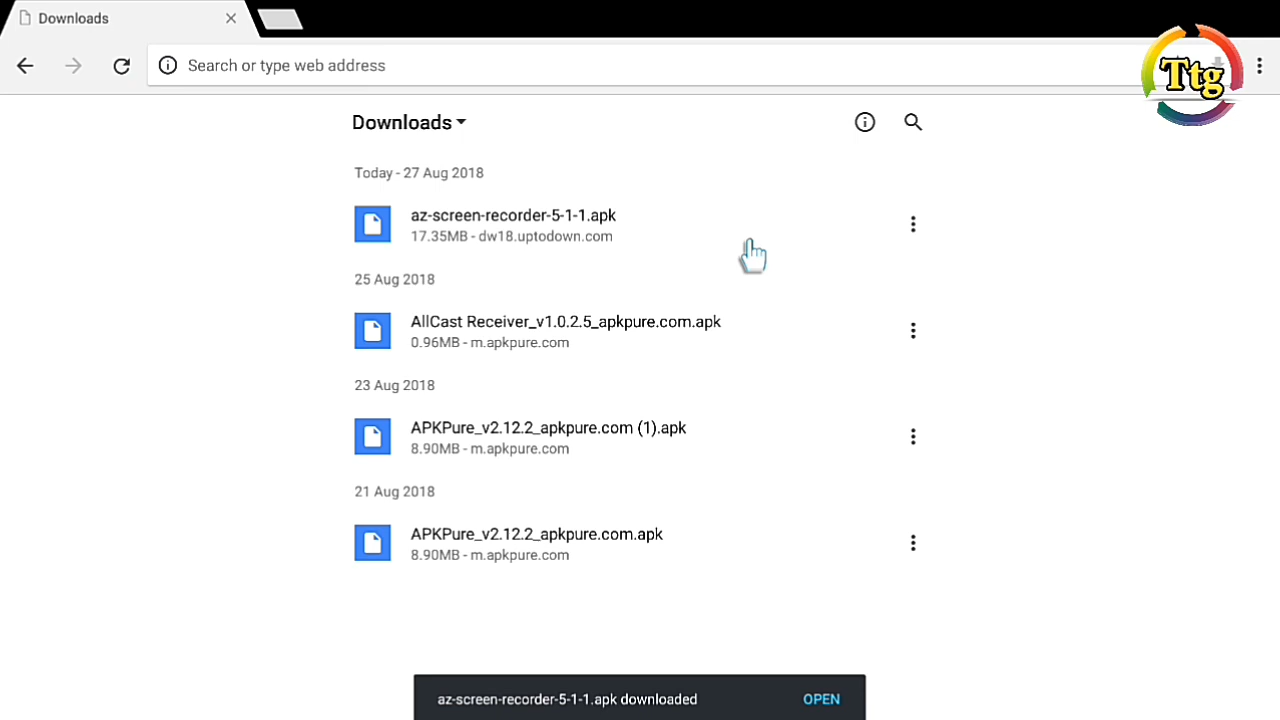 Downloads
Search or type web address
Ttg
Downloads
Today - 27 Aug 2018
az-screen-recorder-5-1-1.apk
17.35MB - dw18.uptodown.com
25 Aug 2018
AllCast Receiver_v1.0.2.5_apkpure.com.apk
0.96MB - m.apkpure.com
23 Aug 2018
APKPure_v2.12.2_apkpure.com (1).apk
8.90MB - m.apkpure.com
21 Aug 2018
APKPure_v2.12.2_apkpure.com.apk
8.90MB - m.apkpure.com
az-screen-recorder-5-1-1.apk downloaded OPEN